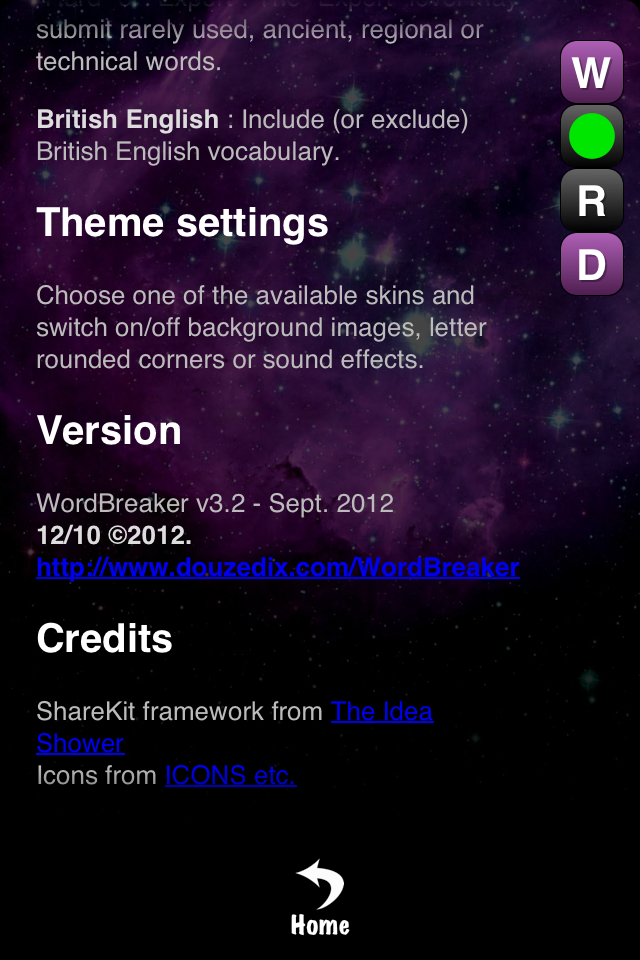 submit rarely used, ancient, regional or
technical words.
British English : Include (or exclude)
British English vocabulary.
Theme settings
Choose one of the available skins and
switch on/off background images, letter
rounded corners or sound effects.
Version
WordBreaker v3.2 - Sept. 2012
12/10 ©2012.
http://www.douzedix.com/WordBreaker
Credits
ShareKit framework from The Idea
Shower
Icons from ICONS etc.
W
R
D
Home